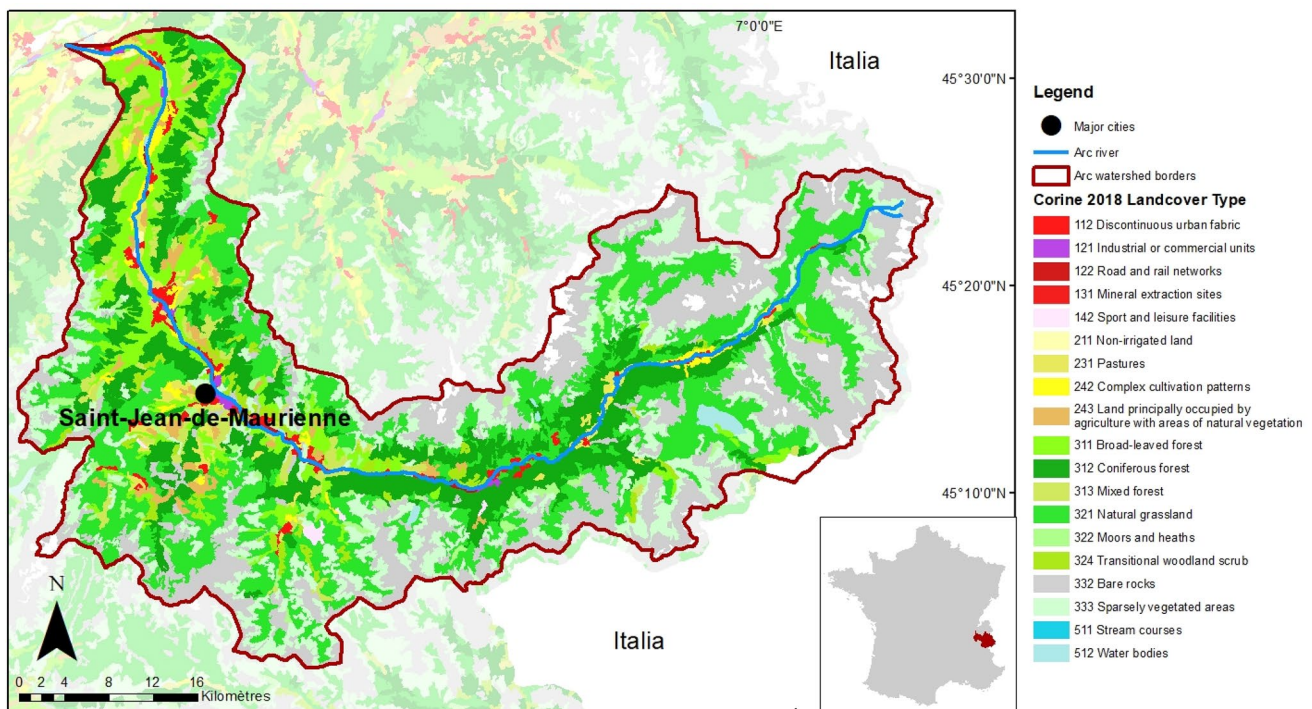 7°0'0"E
Italia
45°30'0"N
45°20'0"N
45°10'0"N
Saint-Jean-de-Maurienne
Italia
N
0 2 4 8 12 16
Kilomètres
Legend
Major cities
Arc river
Arc watershed borders
Corine 2018 Landcover Type
112 Discontinuous urban fabric
121 Industrial or commercial units
122 Road and rail networks
131 Mineral extraction sites
142 Sport and leisure facilities
211 Non-irrigated land
231 Pastures
242 Complex cultivation patterns
243 Land principally occupied by
agriculture with areas of natural vegetation
311 Broad-leaved forest
312 Coniferous forest
313 Mixed forest
321 Natural grassland
322 Moors and heaths
324 Transitional woodland scrub
332 Bare rocks
333 Sparsely vegetated areas
511 Stream courses
512 Water bodies